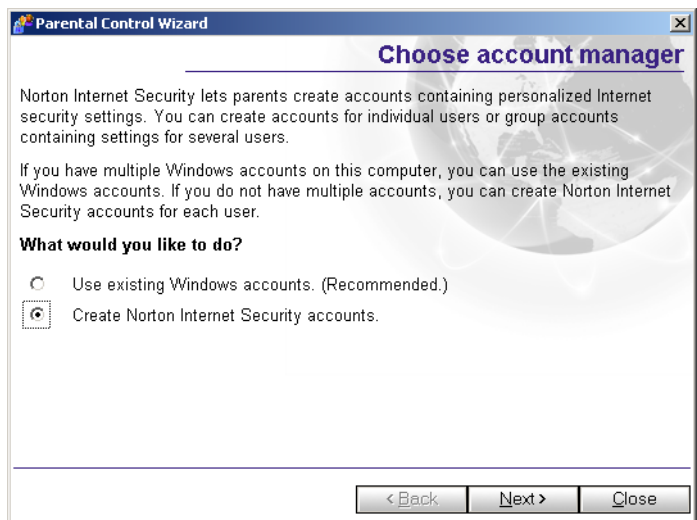 Parental Control Wizard
Choose account manager
Norton Internet Security lets parents create accounts containing personalized Internet
security settings. You can create accounts for individual users or group accounts
containing settings for several users.
If you have multiple Windows accounts on this computer, you can use the existing
Windows accounts. If you do not have multiple accounts, you can create Norton Internet
Security accounts for each user.
What would you like to do?
Use existing Windows accounts. (Recommended.)
Create Norton Internet Security accounts.
< Back Next > Close